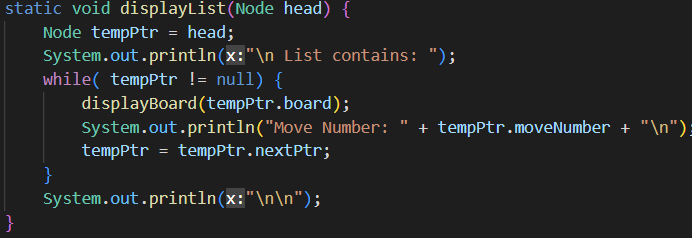 static void displayList(Node head) {
    Node tempPtr = head;
    System.out.println(x:"\n List contains: ");
    while( tempPtr != null) {
        displayBoard(tempPtr.board);
        System.out.println("Move Number: " + tempPtr.moveNumber + "\n");
        tempPtr = tempPtr.nextPtr;
    }
    System.out.println(x:"\n\n");
}